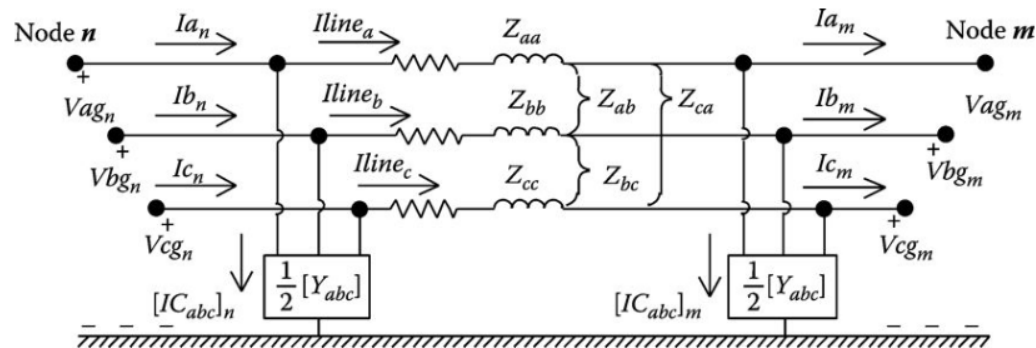 Node n Ia_n Iline_a Z_aa Ia_m Node m
+ Vag_n Ib_n Iline_b Z_bb Z_ab Z_ca Ib_m + Vag_m
+ Vbg_n Ic_n Iline_c Z_cc Z_bc Ic_m + Vbg_m
+ Vcg_n + Vcg_m
[IC_abc]_n 1/2 [Y_abc] [IC_abc]_m 1/2 [Y_abc]
− − − − − −